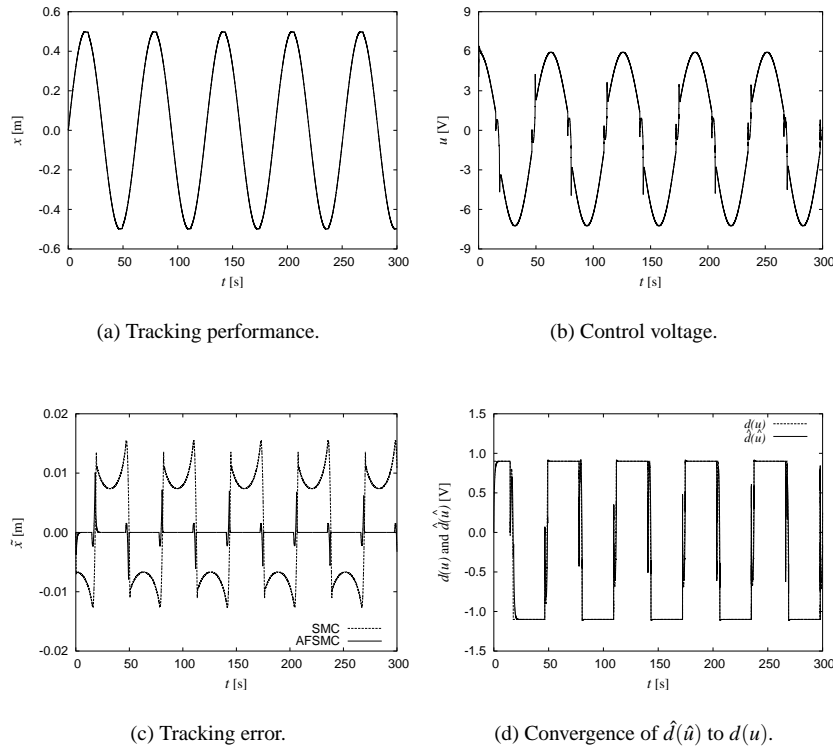 0.6
0.4
0.2
0.0
-0.2
-0.4
-0.6
x [m]
0 50 100 150 200 250 300
t [s]
(a) Tracking performance.
9
6
3
0
-3
-6
-9
u [V]
0 50 100 150 200 250 300
t [s]
(b) Control voltage.
0.02
0.01
0.00
-0.01
-0.02
x̃ [m]
SMC
AFSMC
0 50 100 150 200 250 300
t [s]
(c) Tracking error.
1.5
1.0
0.5
0.0
-0.5
-1.0
-1.5
d(u) and d̂(û) [V]
d(u)
d̂(û)
0 50 100 150 200 250 300
t [s]
(d) Convergence of d̂(û) to d(u).